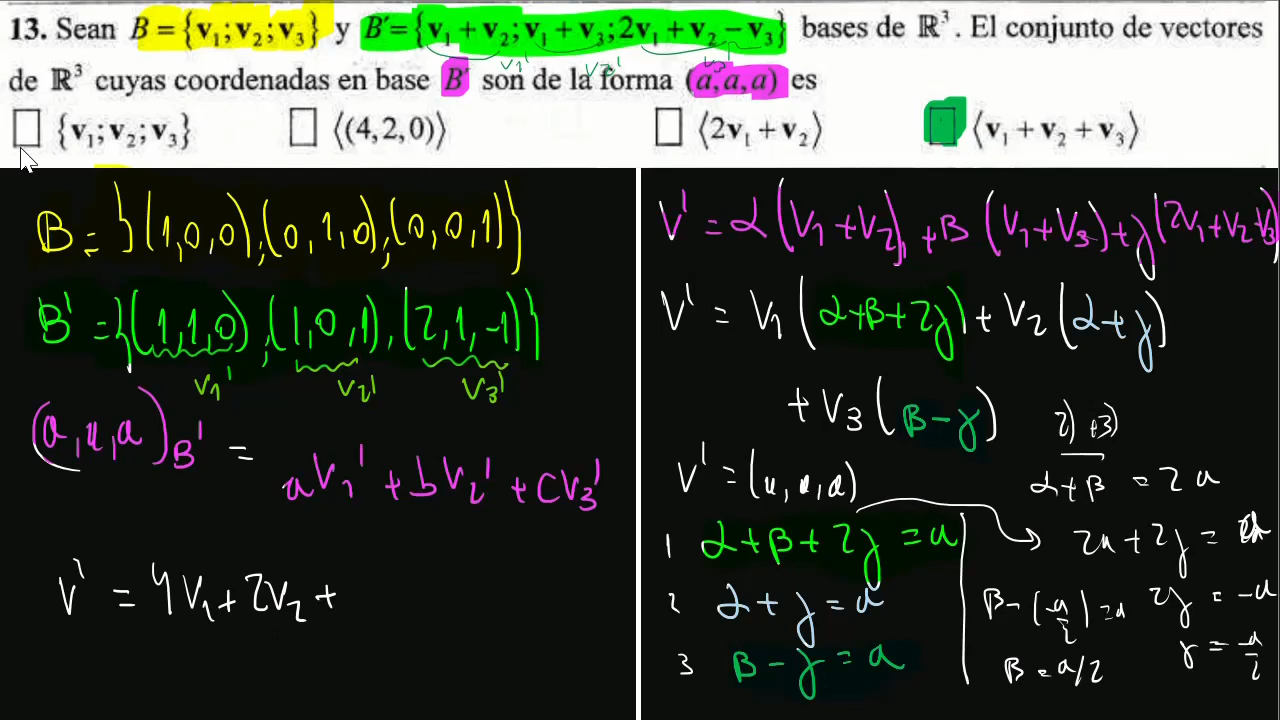 13. Sean B = {v₁; v₂; v₃} y B' = {v₁ + v₂; v₁ + v₃; 2v₁ + v₂ − v₃} bases de ℝ³. El conjunto de vectores
v₁' v₂' v₃'
de ℝ³ cuyas coordenadas en base B' son de la forma (a, a, a) es
□ {v₁; v₂; v₃} □ ⟨(4,2,0)⟩ □ ⟨2v₁ + v₂⟩ □ ⟨v₁ + v₂ + v₃⟩
B = {(1,0,0), (0,1,0), (0,0,1)}
B' = {(1,1,0), (1,0,1), (2,1,-1)}
v₁' v₂' v₃'
(a,a,a)B' =
aV₁' + bV₂' + cV₃'
V' = 4V₁ + 2V₂ +
V' = α(V₁ + V₂) + β(V₁ + V₃) + γ(2V₁ + V₂ - V₃)
V' = V₁(α + β + 2γ) + V₂(α + γ)
+ V₃(β - γ)
2) + 3)
V' = (a, a, a)
α + β = 2a
1 α + β + 2γ = a
2a + 2γ = a
2 α + γ = a
β - (-a/2) = a
2γ = -a
3 β - γ = a
β = a/2
γ = -a/2